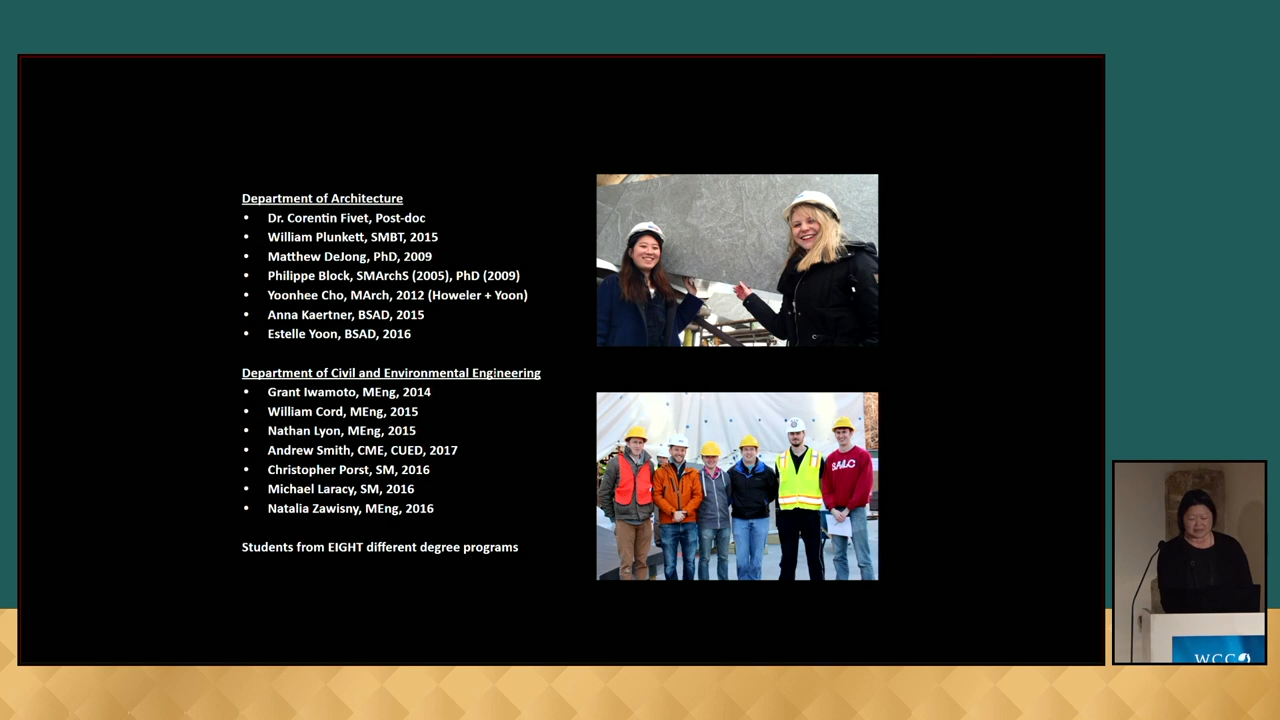 Department of Architecture
• Dr. Corentin Fivet, Post-doc
• William Plunkett, SMBT, 2015
• Matthew DeJong, PhD, 2009
• Philippe Block, SMArchS (2005), PhD (2009)
• Yoonhee Cho, MArch, 2012 (Howeler + Yoon)
• Anna Kaertner, BSAD, 2015
• Estelle Yoon, BSAD, 2016
Department of Civil and Environmental Engineering
• Grant Iwamoto, MEng, 2014
• William Cord, MEng, 2015
• Nathan Lyon, MEng, 2015
• Andrew Smith, CME, CUED, 2017
• Christopher Porst, SM, 2016
• Michael Laracy, SM, 2016
• Natalia Zawisny, MEng, 2016
Students from EIGHT different degree programs
WCC